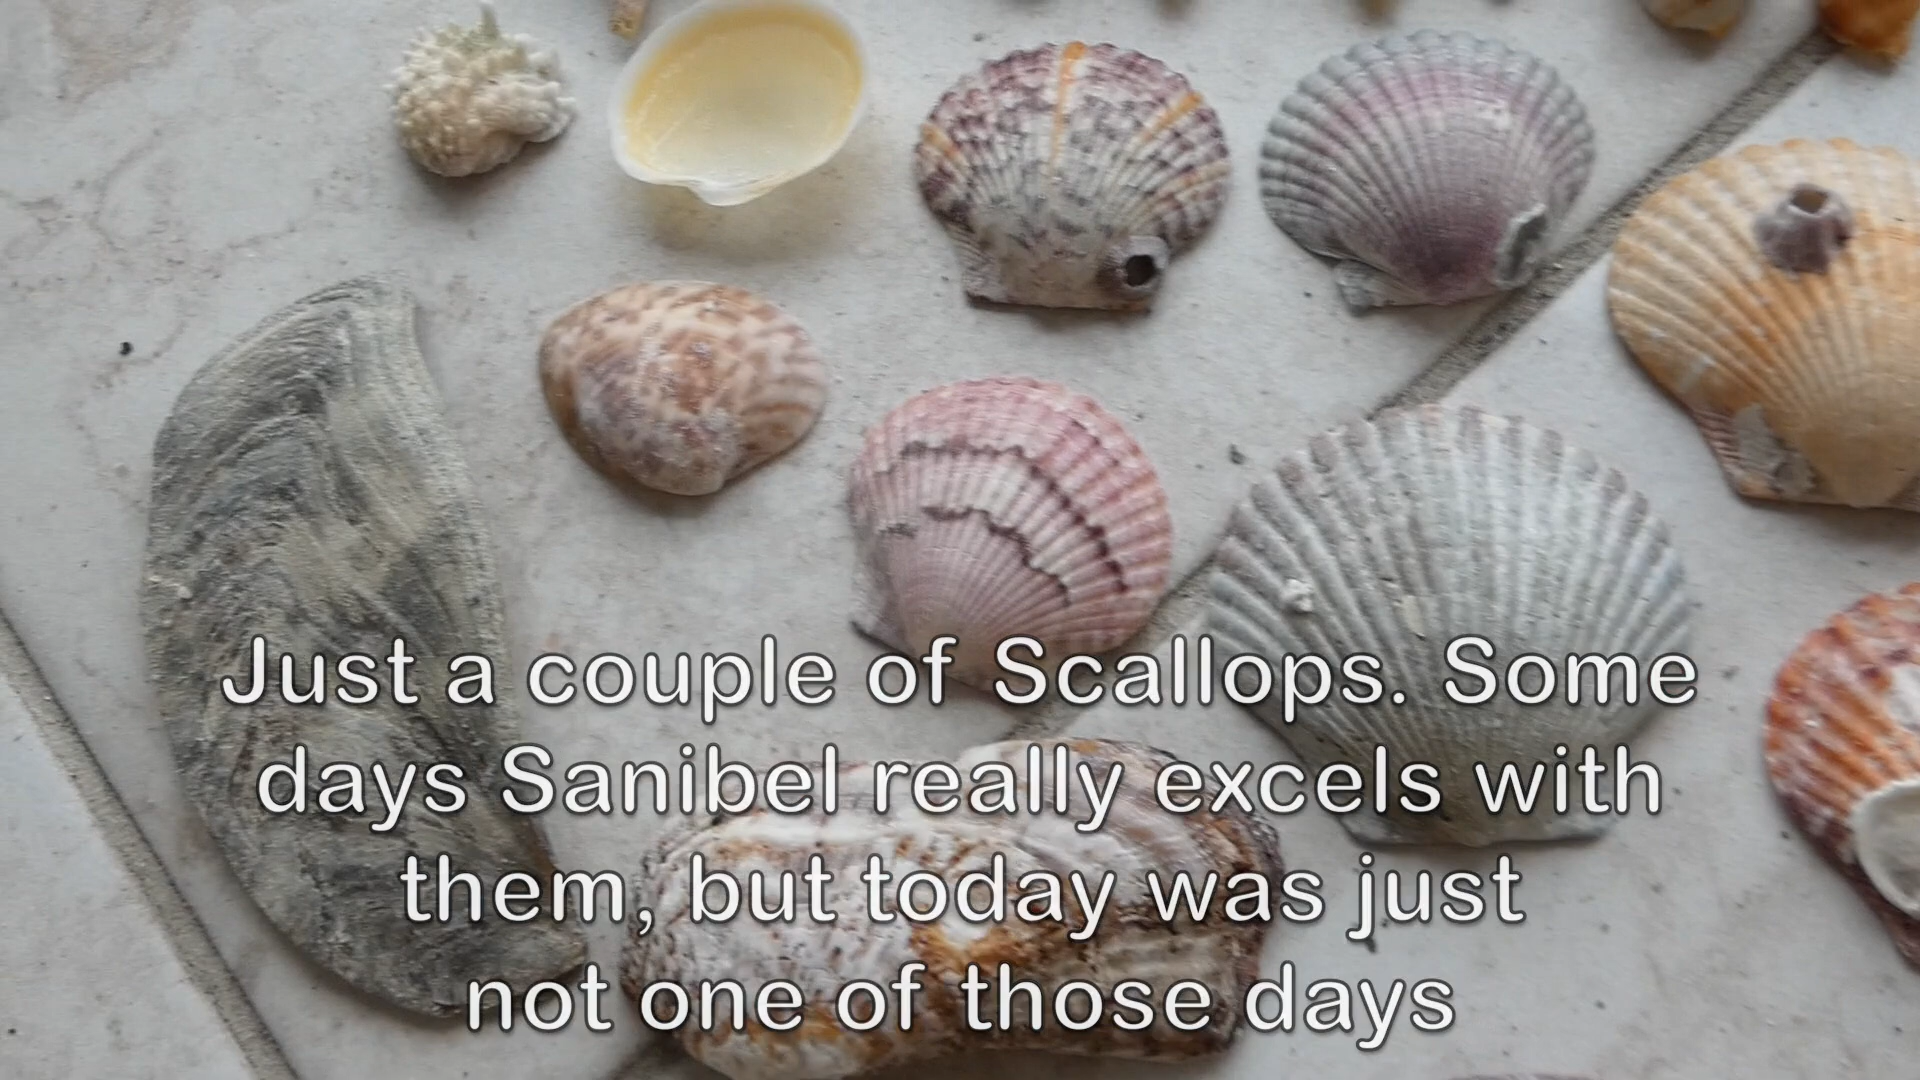 Just a couple of Scallops. Some
days Sanibel really excels with
them, but today was just
not one of those days